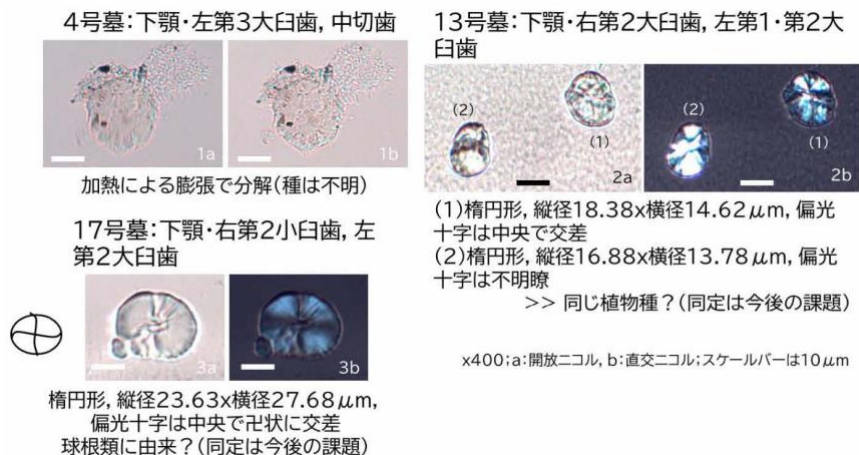 4号墓：下顎・左第3大臼歯, 中切歯
1a
1b
加熱による膨張で分解(種は不明)
17号墓：下顎・右第2小臼歯, 左
第2大臼歯
3a
3b
楕円形, 縦径23.63x横径27.68μm,
偏光十字は中央で卍状に交差
球根類に由来？(同定は今後の課題)
13号墓：下顎・右第2大臼歯, 左第1・第2大
臼歯
(2)
(1)
2a
(2)
(1)
2b
(1)楕円形, 縦径18.38x横径14.62μm, 偏光
十字は中央で交差
(2)楕円形, 縦径16.88x横径13.78μm, 偏光
十字は不明瞭
>> 同じ植物種？(同定は今後の課題)
x400；a：開放ニコル, b：直交ニコル；スケールバーは10μm